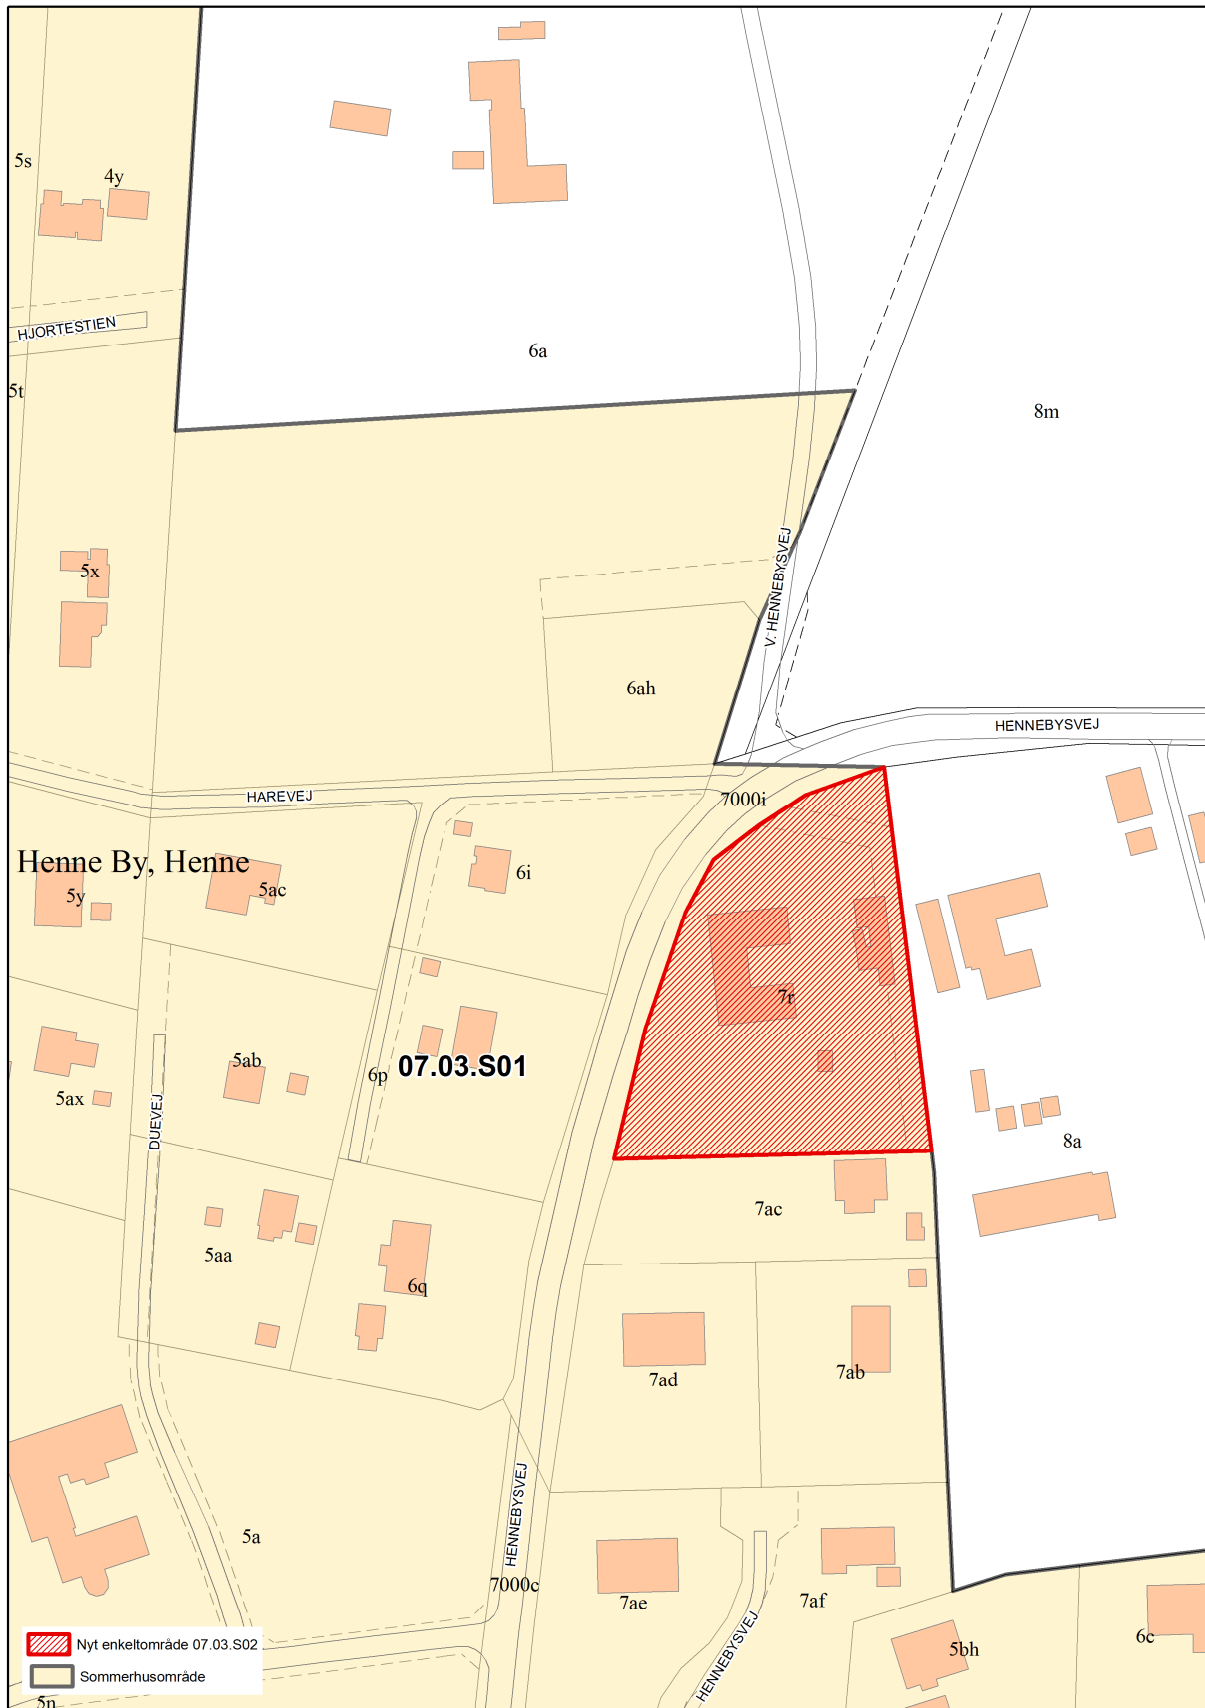 5s
4y
HJORTESTIEN
6a
5t
8m
5x
V. HENNEBYSVEJ
6ah
HENNEBYSVEJ
HAREVEJ
7000i
Henne By, Henne
6i
5y
5ac
7r
5ab
6p
07.03.S01
5ax
DUEVEJ
8a
7ac
5aa
6q
7ad
7ab
HENNEBYSVEJ
5a
7000c
7ae
7af
HENNEBYSVEJ
5bh
6c
Nyt enkeltområde 07.03.S02
Sommerhusområde
5n